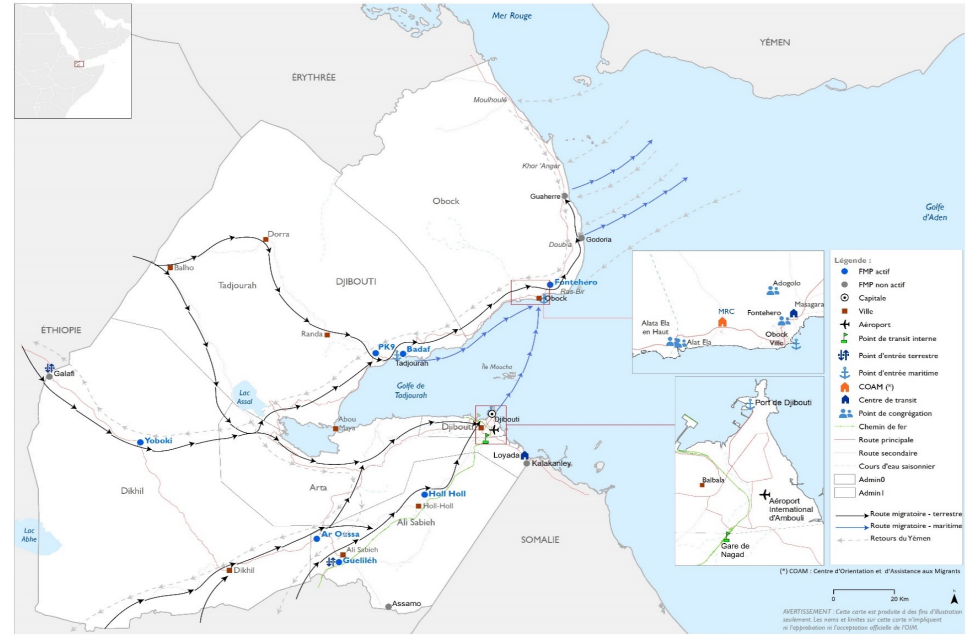 Mer Rouge
YÉMEN
ÉRYTHRÉE
Moulhoulé
Khor 'Angar
Guaherre
Obock
Golfe
d'Aden
Dorra
Doubia
Godoria
Balho
Tadjourah
DJIBOUTI
Fontehero
Ras-Bir
Obock
ÉTHIOPIE
Randa
PK9
Badaf
Tadjourah
Galafi
Île Moucha
Golfe de
Tadjourah
Lac
Assal
Abou
Maya
Djibouti
Djibouti
Yoboki
Loyada
Kalakanley
Dikhil
Arta
Holl Holl
Holl-Holl
Ali Sabieh
Lac
Abhe
Ar Oussa
SOMALIE
Ali Sabieh
Guelilèh
Dikhil
Assamo
Adogolo
MRC
Fontehero
Masagara
Alata Ela
en Haut
Alat Ela
Obock
Ville
Port de Djibouti
Balbala
Aéroport
International
d'Ambouli
Gare de
Nagad
Légende :
FMP actif
FMP non actif
Capitale
Ville
Aéroport
Point de transit interne
Point d'entrée terrestre
Point d'entrée maritime
COAM (*)
Centre de transit
Point de congrégation
Chemin de fer
Route principale
Route secondaire
Cours d'eau saisonnier
Admin0
Admin1
Route migratoire - terrestre
Route migratoire - maritime
Retours du Yémen
(*) COAM : Centre d'Orientation et d'Assistance aux Migrants
0 20 Km
N
AVERTISSEMENT : Cette carte est produite à des fins d'illustration
seulement. Les noms et limites sur cette carte n'impliquent
ni l'approbation ni l'acceptation officielle de l'OIM.